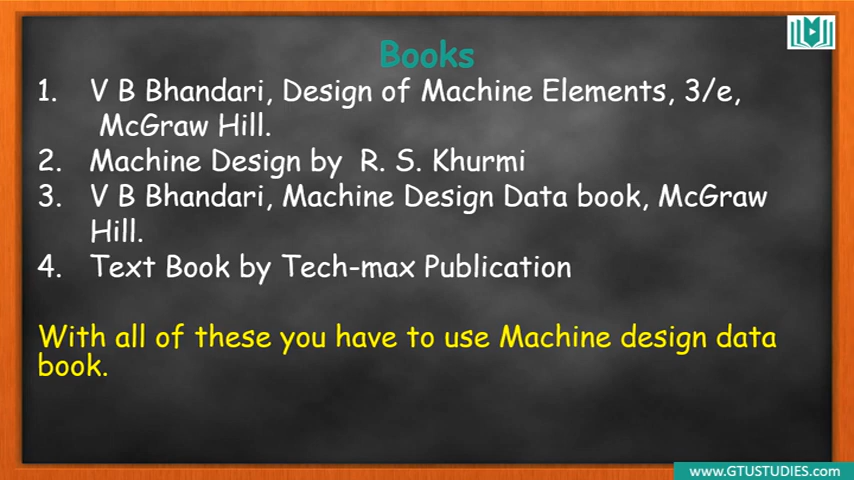 Books
1. V B Bhandari, Design of Machine Elements, 3/e,
McGraw Hill.
2. Machine Design by R. S. Khurmi
3. V B Bhandari, Machine Design Data book, McGraw
Hill.
4. Text Book by Tech-max Publication
With all of these you have to use Machine design data
book.
www.GTUSTUDIES.com